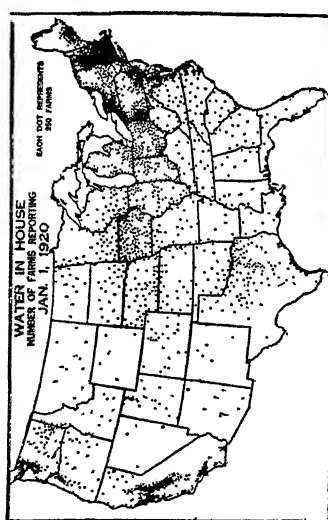 WATER IN HOUSE
NUMBER OF FARMS REPORTING
JAN. 1, 1920
EACH DOT REPRESENTS
250 FARMS